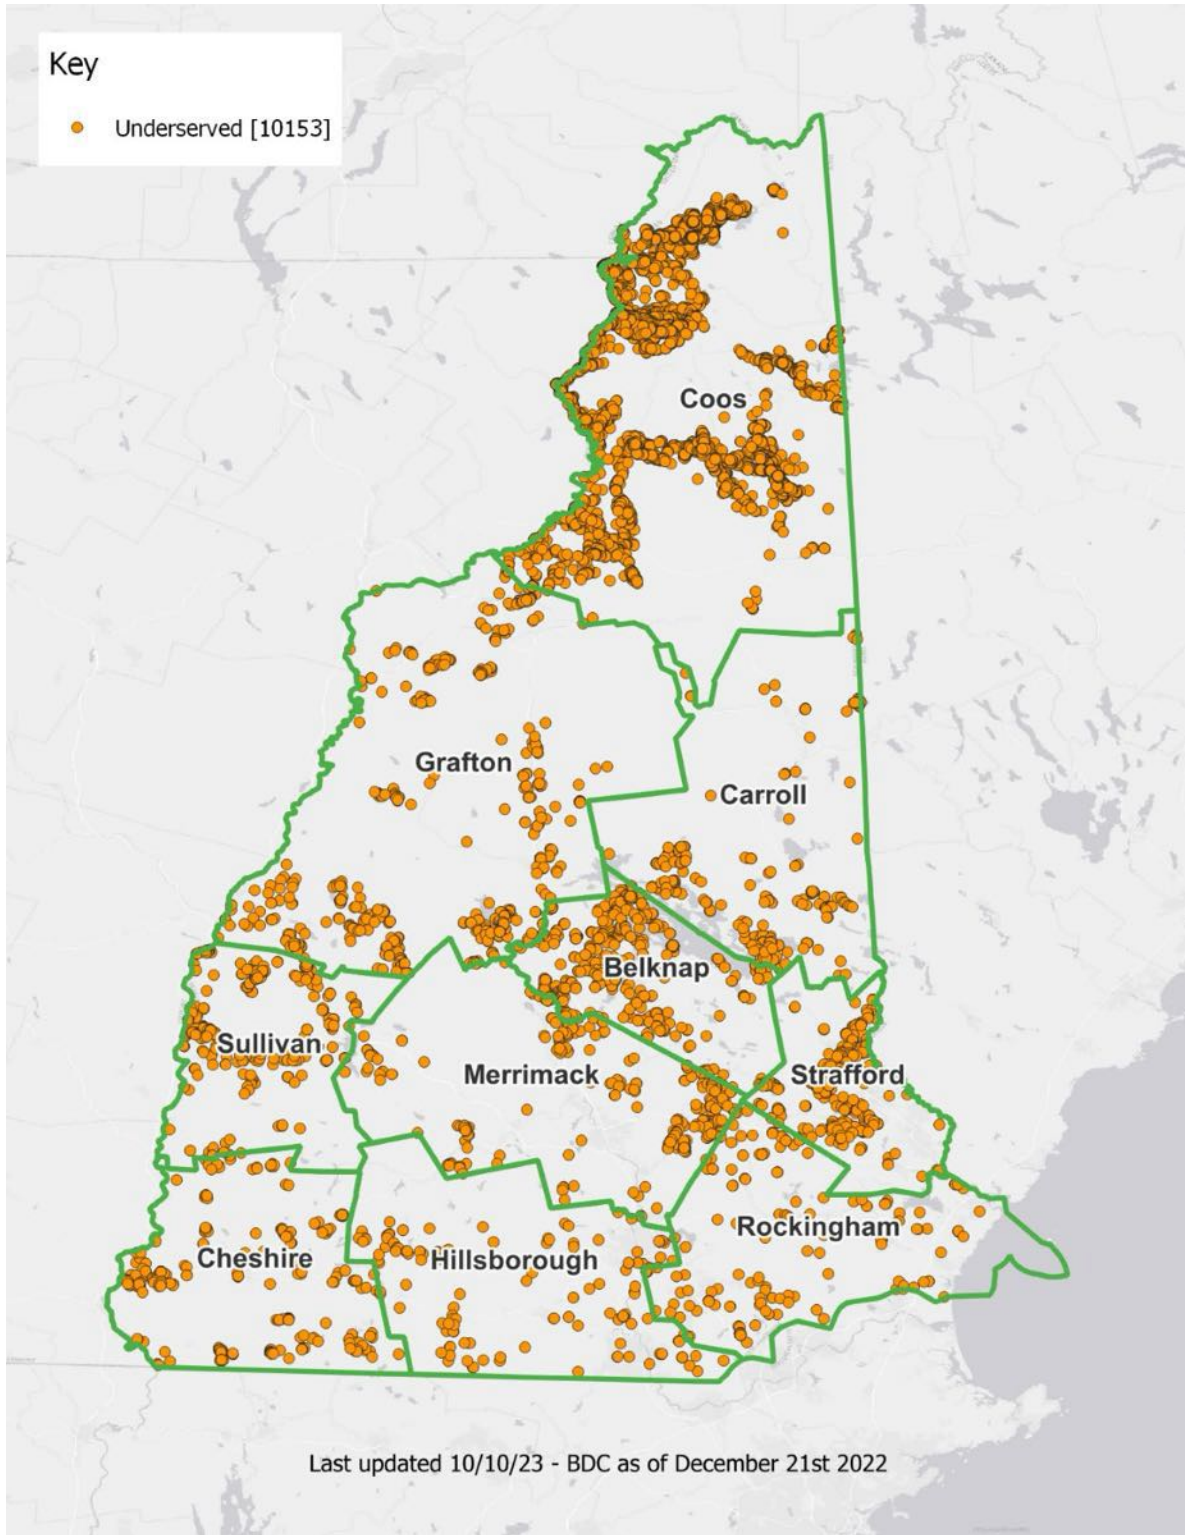 Key
Underserved [10153]
Coos
Grafton
Carroll
Belknap
Sullivan
Merrimack
Strafford
Rockingham
Cheshire
Hillsborough
Last updated 10/10/23 - BDC as of December 21st 2022